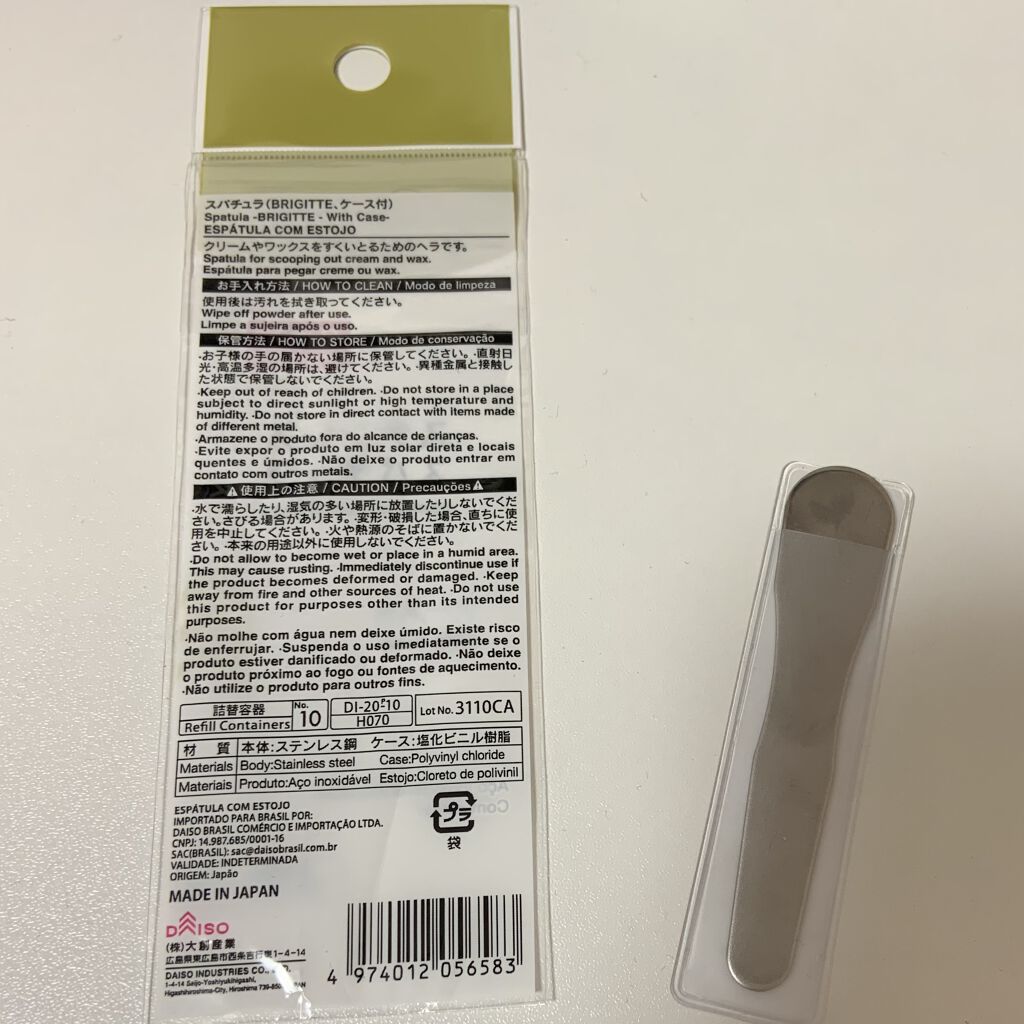 スパチュラ(BRIGITTE、ケース付)
Spatula -BRIGITTE - With Case-
ESPÁTULA COM ESTOJO
クリームやワックスをすくいとるためのヘラです。
Spatula for scooping out cream and wax.
Espátula para pegar creme ou wax.
お手入れ方法 / HOW TO CLEAN / Modo de limpeza
使用後は汚れを拭き取ってください。
Wipe off powder after use.
Limpe a sujeira após o uso.
保管方法 / HOW TO STORE / Modo de conservação
·お子様の手の届かない場所に保管してください。·直射日
光·高温多湿の場所は、避けてください。·異種金属と接触し
た状態で保管しないでください。
·Keep out of reach of children. ·Do not store in a place
subject to direct sunlight or high temperature and
humidity. ·Do not store in direct contact with items made
of different metal.
·Armazene o produto fora do alcance de crianças.
·Evite expor o produto em luz solar direta e locais
quentes e úmidos. ·Não deixe o produto entrar em
contato com outros metais.
⚠使用上の注意 / CAUTION / Precauções⚠
·水で濡らしたり、湿気の多い場所に放置したりしないでくだ
さい。さびる場合があります。·変形·破損した場合、直ちに使
用を中止してください。·火や熱源のそばに置かないでくだ
さい。·本来の用途以外に使用しないでください。
·Do not allow to become wet or place in a humid area.
This may cause rusting. ·Immediately discontinue use if
the product becomes deformed or damaged. ·Keep
away from fire and other sources of heat. ·Do not use
this product for purposes other than its intended
purposes.
·Não molhe com água nem deixe úmido. Existe risco
de enferrujar. ·Suspenda o uso imediatamente se o
produto estiver danificado ou deformado. ·Não deixe
o produto próximo ao fogo ou fontes de aquecimento.
·Não utilize o produto para outros fins.
詰替容器 No. 10 DI-20 10 Lot No. 3110CA
Refill Containers H070
材 質 本体:ステンレス鋼 ケース:塩化ビニル樹脂
Materials Body:Stainless steel Case:Polyvinyl chloride
Materiais Produto:Aço inoxidável Estojo:Cloreto de polivinil
ESPÁTULA COM ESTOJO
IMPORTADO PARA BRASIL POR:
DAISO BRASIL COMÉRCIO E IMPORTAÇÃO LTDA.
CNPJ: 14.987.685/0001-16
SAC(BRASIL): sac@daisobrasil.com.br
VALIDADE: INDETERMINADA
ORIGEM: Japão
プラ
袋
MADE IN JAPAN
DAISO
(株)大創産業
広島県東広島市西条吉行東1-4-14
DAISO INDUSTRIES CO., LTD.
1-4-14 Saijo-Yoshiyukihigashi,
Higashihiroshima-City, Hiroshima JAPAN
4 974012 056583